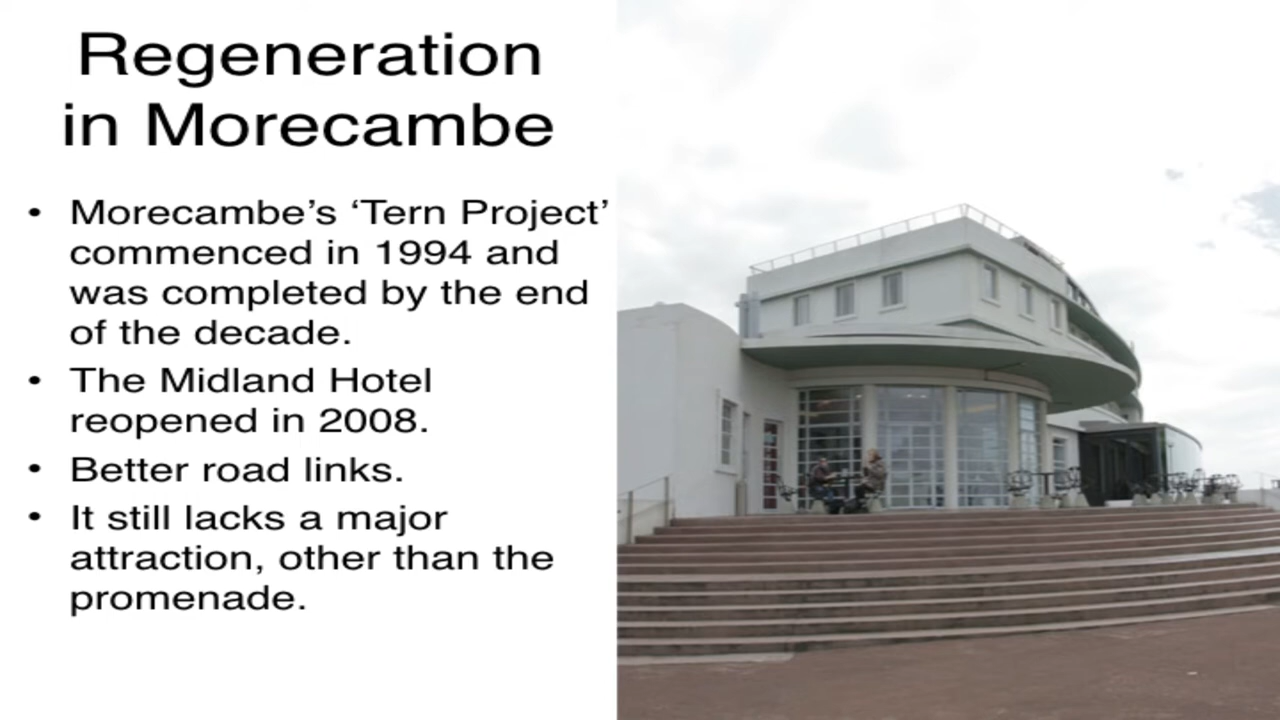 Regeneration
in Morecambe
• Morecambe’s ‘Tern Project’
commenced in 1994 and
was completed by the end
of the decade.
• The Midland Hotel
reopened in 2008.
• Better road links.
• It still lacks a major
attraction, other than the
promenade.